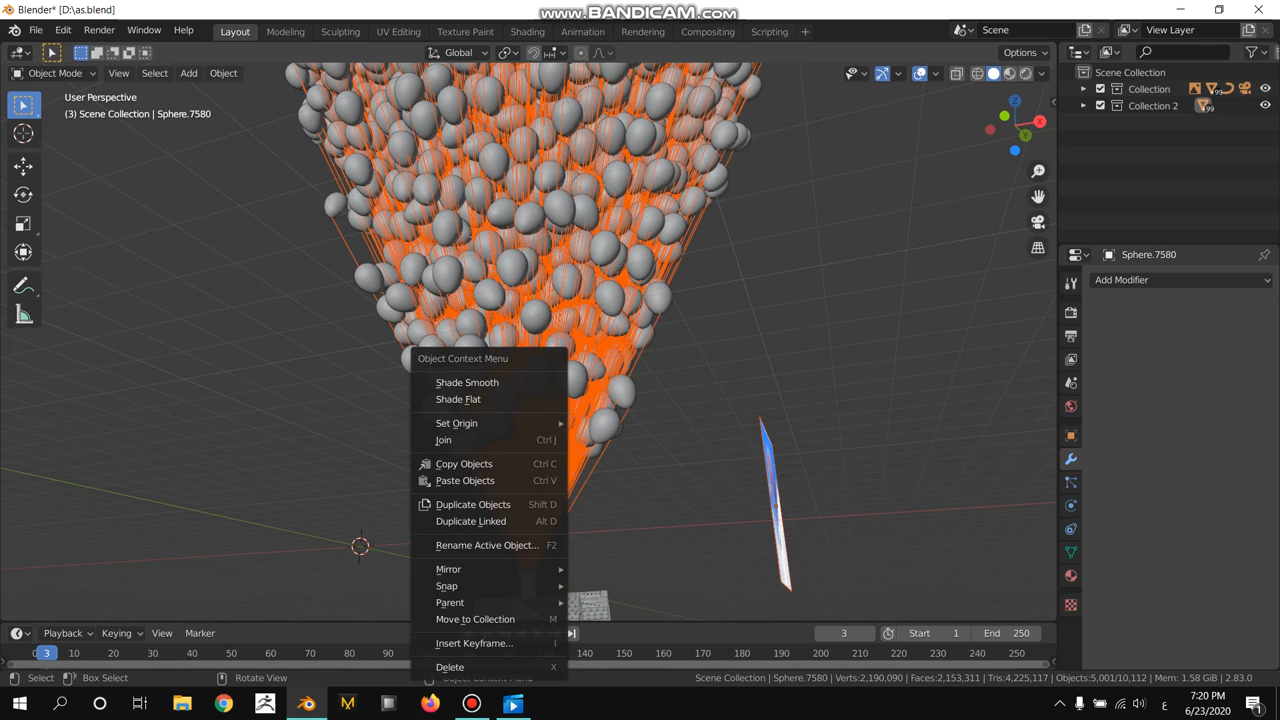 Blender* [D:\as.blend]
www.BANDICAM.com
File Edit Render Window Help Layout Modeling Sculpting UV Editing Texture Paint Shading Animation Rendering Compositing Scripting + Scene View Layer
Global Options
Object Mode View Select Add Object
Scene Collection
Collection 99
Collection 2 99
User Perspective
(3) Scene Collection | Sphere.7580
Z
X
Y
Sphere.7580
Add Modifier
Object Context Menu
Shade Smooth
Shade Flat
Set Origin
Join Ctrl J
Copy Objects Ctrl C
Paste Objects Ctrl V
Duplicate Objects Shift D
Duplicate Linked Alt D
Rename Active Object... F2
Mirror
Snap
Parent
Move to Collection M
Insert Keyframe... I
Delete X
Playback Keying View Marker 3 Start 1 End 250
0 3 20 30 40 50 60 70 80 90 150 160 170 180 190 200 210 220 230 240 250
Select Box Select Rotate View Object Context Menu Scene Collection | Sphere.7580 | Verts:2,190,090 | Faces:2,153,311 | Tris:4,225,117 | Objects:5,001/10,112 | Mem: 1.58 GiB | 2.83.0
7:20 PM
6/23/2020
1